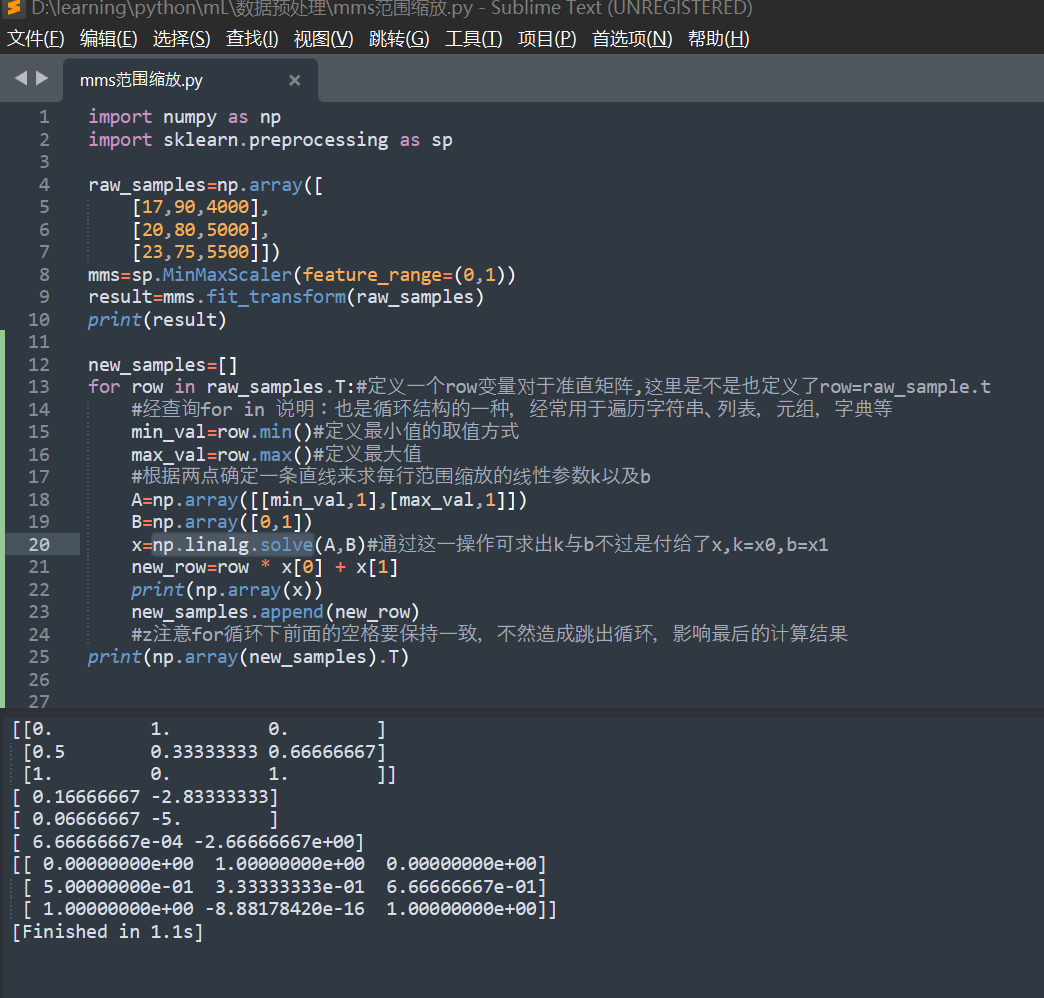 D:\learning\python\mL\数据预处理\mms范围缩放.py - Sublime Text (UNREGISTERED)
文件(F) 编辑(E) 选择(S) 查找(I) 视图(V) 跳转(G) 工具(T) 项目(P) 首选项(N) 帮助(H)
mms范围缩放.py ×
1 import numpy as np
2 import sklearn.preprocessing as sp
3
4 raw_samples=np.array([
5     [17,90,4000],
6     [20,80,5000],
7     [23,75,5500]])
8 mms=sp.MinMaxScaler(feature_range=(0,1))
9 result=mms.fit_transform(raw_samples)
10 print(result)
11
12 new_samples=[]
13 for row in raw_samples.T:#定义一个row变量对于准直矩阵,这里是不是也定义了row=raw_sample.t
14     #经查询for in 说明：也是循环结构的一种，经常用于遍历字符串、列表，元组，字典等
15     min_val=row.min()#定义最小值的取值方式
16     max_val=row.max()#定义最大值
17     #根据两点确定一条直线来求每行范围缩放的线性参数k以及b
18     A=np.array([[min_val,1],[max_val,1]])
19     B=np.array([0,1])
20     x=np.linalg.solve(A,B)#通过这一操作可求出k与b不过是付给了x,k=x0,b=x1
21     new_row=row * x[0] + x[1]
22     print(np.array(x))
23     new_samples.append(new_row)
24     #z注意for循环下前面的空格要保持一致，不然造成跳出循环，影响最后的计算结果
25 print(np.array(new_samples).T)
26
27
[[0.         1.         0.        ]
 [0.5        0.33333333 0.66666667]
 [1.         0.         1.        ]]
[ 0.16666667 -2.83333333]
[ 0.06666667 -5.        ]
[ 6.66666667e-04 -2.66666667e+00]
[[ 0.00000000e+00  1.00000000e+00  0.00000000e+00]
 [ 5.00000000e-01  3.33333333e-01  6.66666667e-01]
 [ 1.00000000e+00 -8.88178420e-16  1.00000000e+00]]
[Finished in 1.1s]